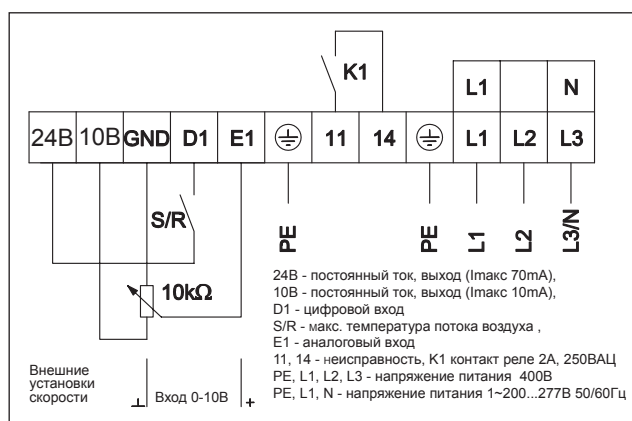 K1
L1 N
24В 10В GND D1 E1 11 14 L1 L2 L3
S/R
PE PE L1 L2 L3/N
10kΩ
24В - постоянный ток, выход (Iмакс 70mA),
10В - постоянный ток, выход (Iмакс 10mA),
D1 - цифровой вход
S/R - макс. температура потока воздуха ,
E1 - аналоговый вход
11, 14 - неисправность, K1 контакт реле 2A, 250ВАЦ
PE, L1, L2, L3 - напряжение питания 400В
PE, L1, N - напряжение питания 1~200...277В 50/60Гц
Внешние
установки
скорости
⊥ Вход 0-10В +